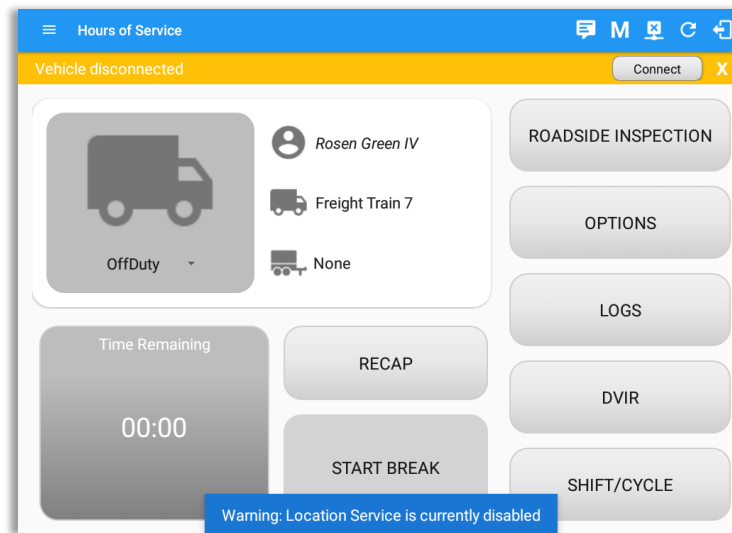 Hours of Service
M
Vehicle disconnected
Connect
X
Rosen Green IV
Freight Train 7
OffDuty
None
ROADSIDE INSPECTION
OPTIONS
LOGS
DVIR
SHIFT/CYCLE
Time Remaining
00:00
RECAP
START BREAK
Warning: Location Service is currently disabled